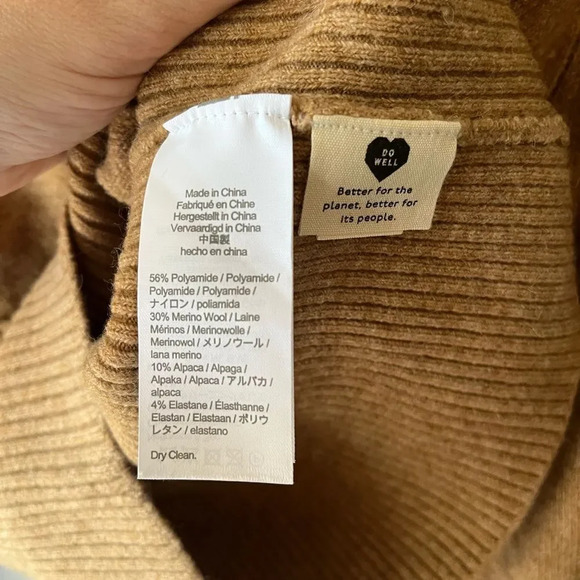 Made in China
Fabriqué en Chine
Hergestellt in China
Vervaardigd in China
中国製
hecho en china
56% Polyamide / Polyamide /
Polyamide / Polyamide /
ナイロン / poliamida
30% Merino Wool / Laine
Mérinos / Merinowolle /
Merinowol / メリノウール /
lana merino
10% Alpaca / Alpaga /
Alpaka / Alpaca / アルパカ /
alpaca
4% Elastane / Élasthanne /
Elastan / Elastaan / ポリウ
レタン / elastano
Dry Clean.
DO
WELL
Better for the
planet, better for
its people.